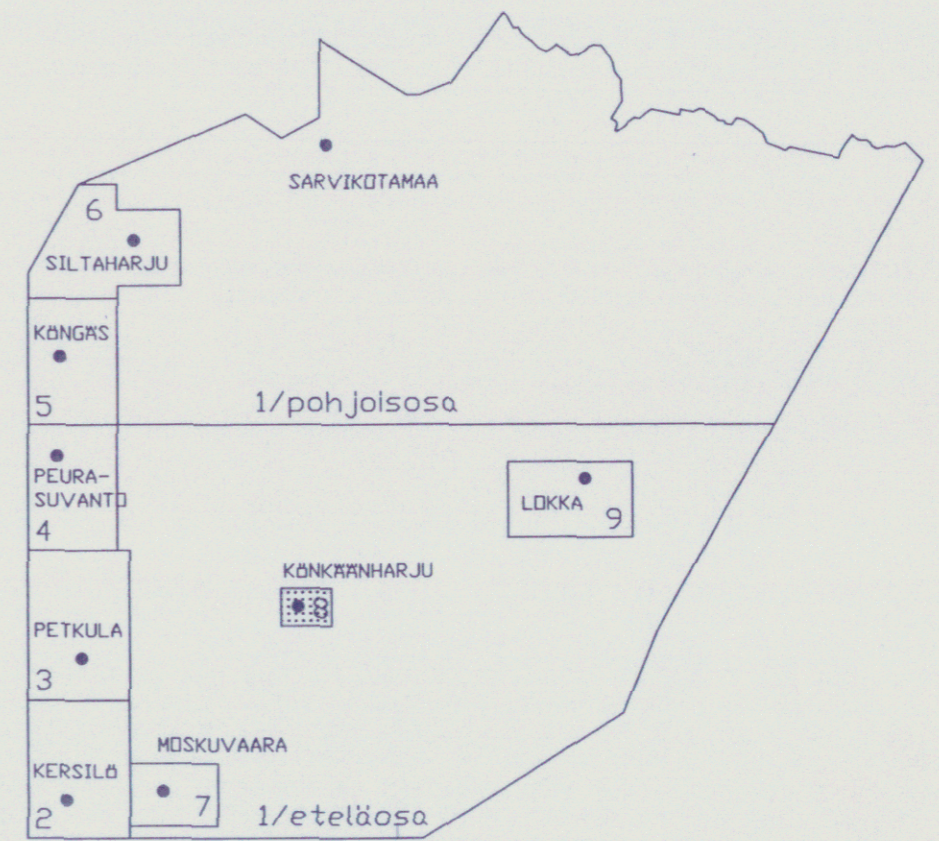 SARVIKOTAMAA
6
SILTAHARJU
KÖNGÄS
5
1/pohjoisosa
PEURA-
SUVANTO
4
LOKKA
9
KÖNKÄÄNHARJU
8
PETKULA
3
MOSKUVAARA
7
KERSILÖ
2
1/eteläosa